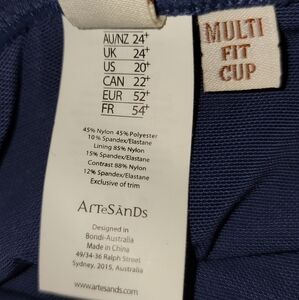 AU/NZ 24+
UK 24+
US 20+
CAN 22+
EUR 52+
FR 54+
45% Nylon 45% Polyester
10% Spandex/Elastane
Lining 85% Nylon
15% Spandex/Elastane
Contrast 88% Nylon
12% Spandex/Elastane
Exclusive of trim
ARTESANDS
Designed in
Bondi-Australia
Made in China
49/34-36 Ralph Street
Sydney, 2015, Australia
www.artesands.com
MULTI
FIT
CUP